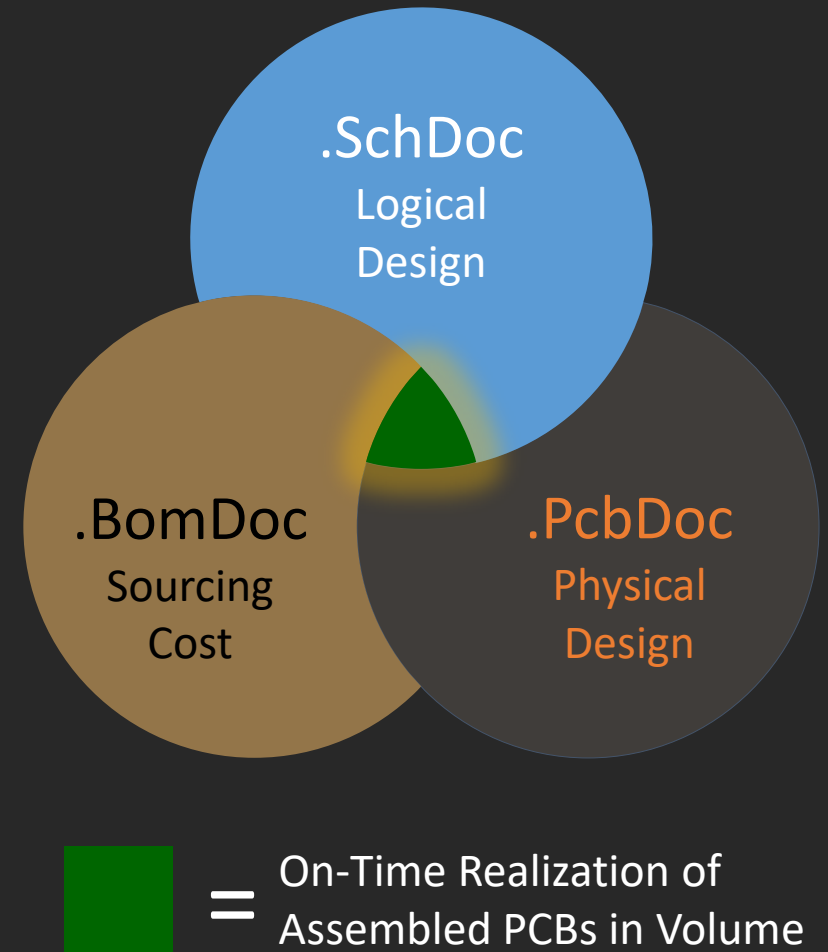 .SchDoc
Logical
Design
.BomDoc
Sourcing
Cost
.PcbDoc
Physical
Design
= On-Time Realization of
Assembled PCBs in Volume